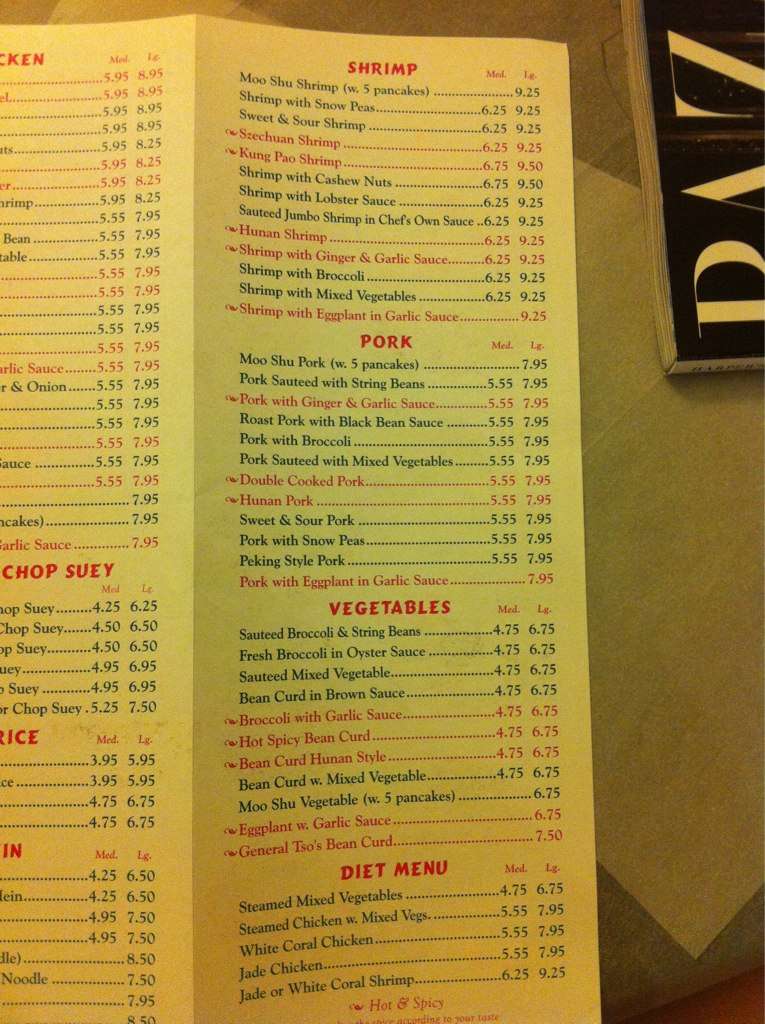 CKEN Med. Lg.
5.95 8.95
el 5.95 8.95
5.95 8.95
5.95 8.95
uts 5.95 8.25
5.95 8.25
er 5.95 8.25
hrimp 5.95 8.25
5.55 7.95
Bean 5.55 7.95
table 5.55 7.95
5.55 7.95
5.55 7.95
5.55 7.95
5.55 7.95
5.55 7.95
arlic Sauce 5.55 7.95
r & Onion 5.55 7.95
5.55 7.95
5.55 7.95
5.55 7.95
Sauce 5.55 7.95
5.55 7.95
7.95
ncakes) 7.95
Garlic Sauce 7.95
CHOP SUEY
Med Lg.
hop Suey 4.25 6.25
Chop Suey 4.50 6.50
op Suey 4.50 6.50
uey 4.95 6.95
o Suey 4.95 6.95
or Chop Suey 5.25 7.50
RICE Med. Lg.
3.95 5.95
ce 3.95 5.95
4.75 6.75
4.75 6.75
IN Med. Lg.
4.25 6.50
Mein 4.25 6.50
4.95 7.50
4.95 7.50
dle) 8.50
Noodle 7.50
7.95
8.50
SHRIMP Med. Lg.
Moo Shu Shrimp (w. 5 pancakes) 9.25
Shrimp with Snow Peas 6.25 9.25
Sweet & Sour Shrimp 6.25 9.25
Szechuan Shrimp 6.25 9.25
Kung Pao Shrimp 6.75 9.50
Shrimp with Cashew Nuts 6.75 9.50
Shrimp with Lobster Sauce 6.25 9.25
Sauteed Jumbo Shrimp in Chef's Own Sauce ..6.25 9.25
Hunan Shrimp 6.25 9.25
Shrimp with Ginger & Garlic Sauce 6.25 9.25
Shrimp with Broccoli 6.25 9.25
Shrimp with Mixed Vegetables 6.25 9.25
Shrimp with Eggplant in Garlic Sauce 9.25
PORK Med. Lg.
Moo Shu Pork (w. 5 pancakes) 7.95
Pork Sauteed with String Beans 5.55 7.95
Pork with Ginger & Garlic Sauce 5.55 7.95
Roast Pork with Black Bean Sauce 5.55 7.95
Pork with Broccoli 5.55 7.95
Pork Sauteed with Mixed Vegetables 5.55 7.95
Double Cooked Pork 5.55 7.95
Hunan Pork 5.55 7.95
Sweet & Sour Pork 5.55 7.95
Pork with Snow Peas 5.55 7.95
Peking Style Pork 5.55 7.95
Pork with Eggplant in Garlic Sauce 7.95
VEGETABLES Med. Lg.
Sauteed Broccoli & String Beans 4.75 6.75
Fresh Broccoli in Oyster Sauce 4.75 6.75
Sauteed Mixed Vegetable 4.75 6.75
Bean Curd in Brown Sauce 4.75 6.75
Broccoli with Garlic Sauce 4.75 6.75
Hot Spicy Bean Curd 4.75 6.75
Bean Curd Hunan Style 4.75 6.75
Bean Curd w. Mixed Vegetable 4.75 6.75
Moo Shu Vegetable (w. 5 pancakes) 6.75
Eggplant w. Garlic Sauce 6.75
General Tso's Bean Curd 7.50
DIET MENU Med. Lg.
Steamed Mixed Vegetables 4.75 6.75
Steamed Chicken w. Mixed Vegs. 5.55 7.95
White Coral Chicken 5.55 7.95
Jade Chicken 5.55 7.95
Jade or White Coral Shrimp 6.25 9.25
Hot & Spicy
the spice according to your taste
HARPER